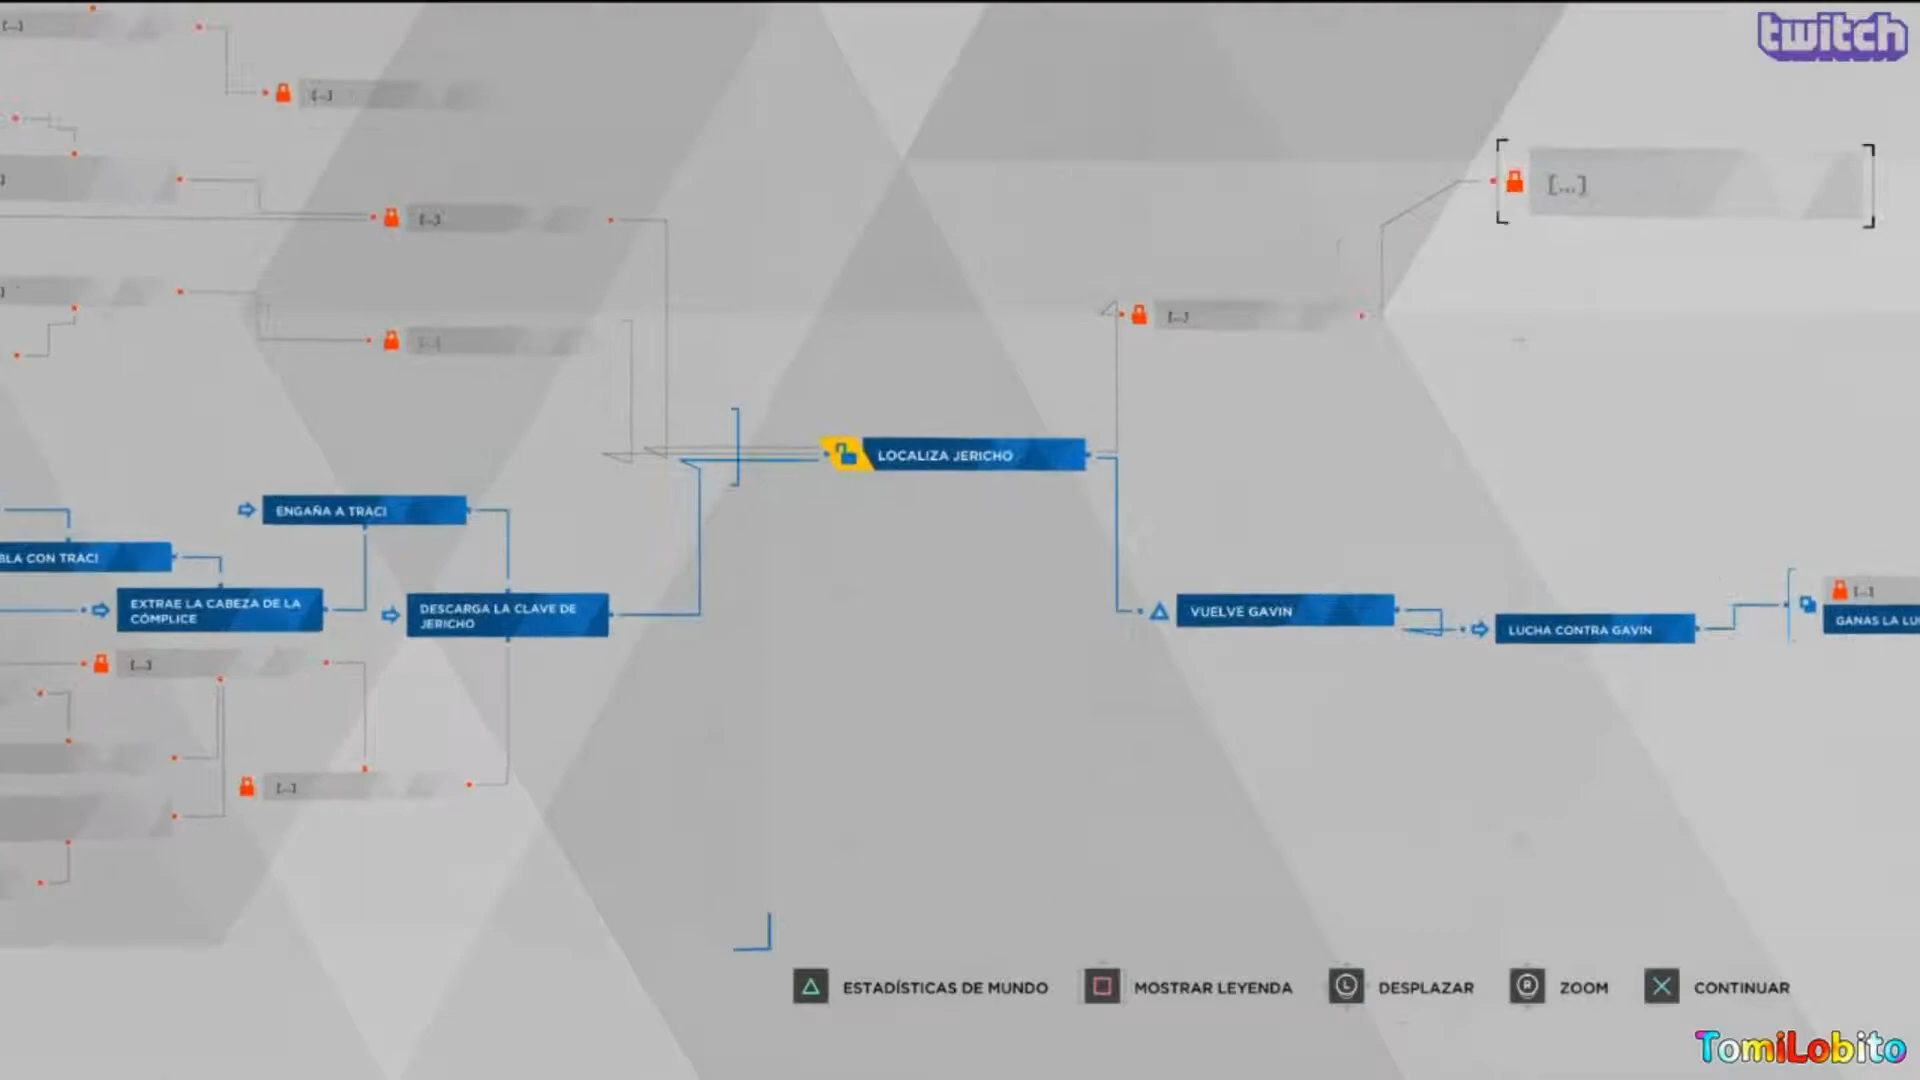 [...]
twitch
[...]
[...]
[...]
[...]
[...]
LOCALIZA JERICHO
ENGAÑA A TRACI
BLA CON TRACI
EXTRAE LA CABEZA DE LA
CÓMPLICE
DESCARGA LA CLAVE DE
JERICHO
VUELVE GAVIN
LUCHA CONTRA GAVIN
[...]
GANAS LA LU
[...]
[...]
ESTADÍSTICAS DE MUNDO
MOSTRAR LEYENDA
L
DESPLAZAR
R
ZOOM
CONTINUAR
TomiLobito